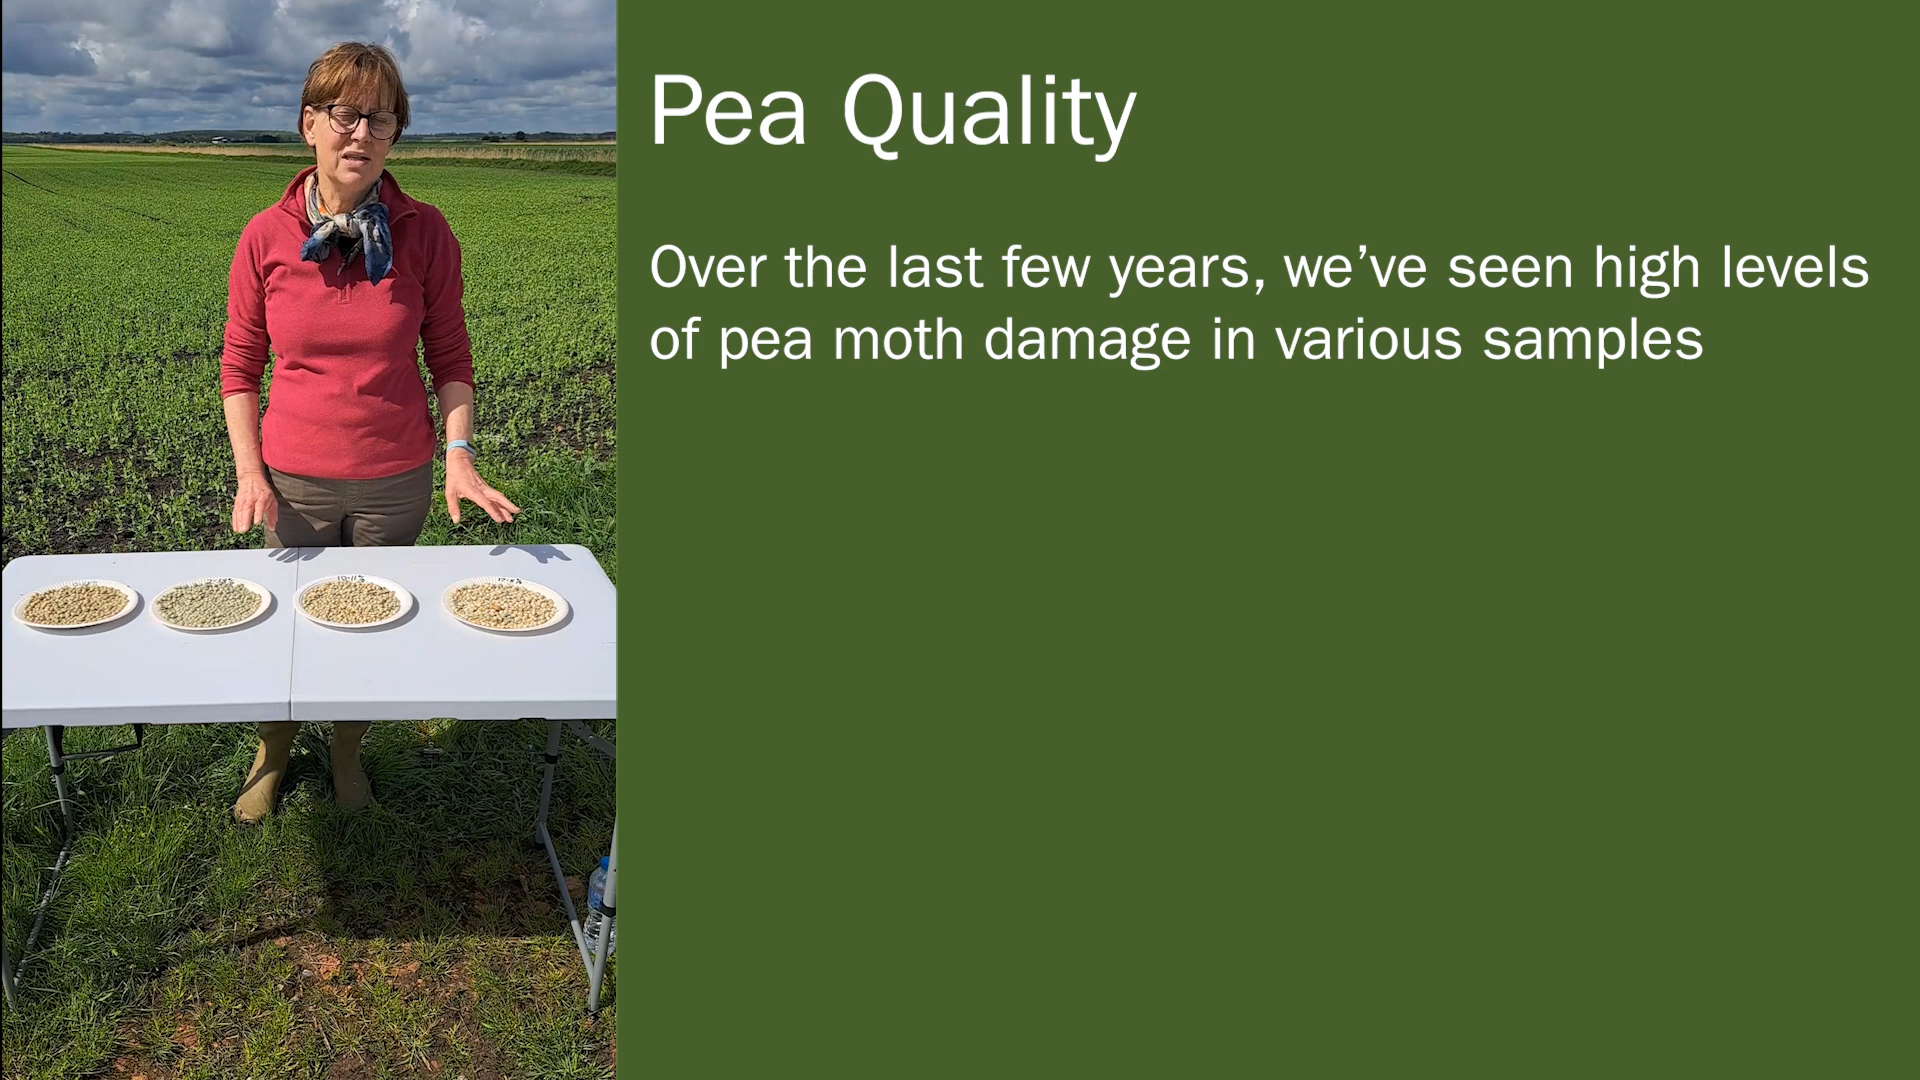 Pea Quality
Over the last few years, we’ve seen high levels
of pea moth damage in various samples